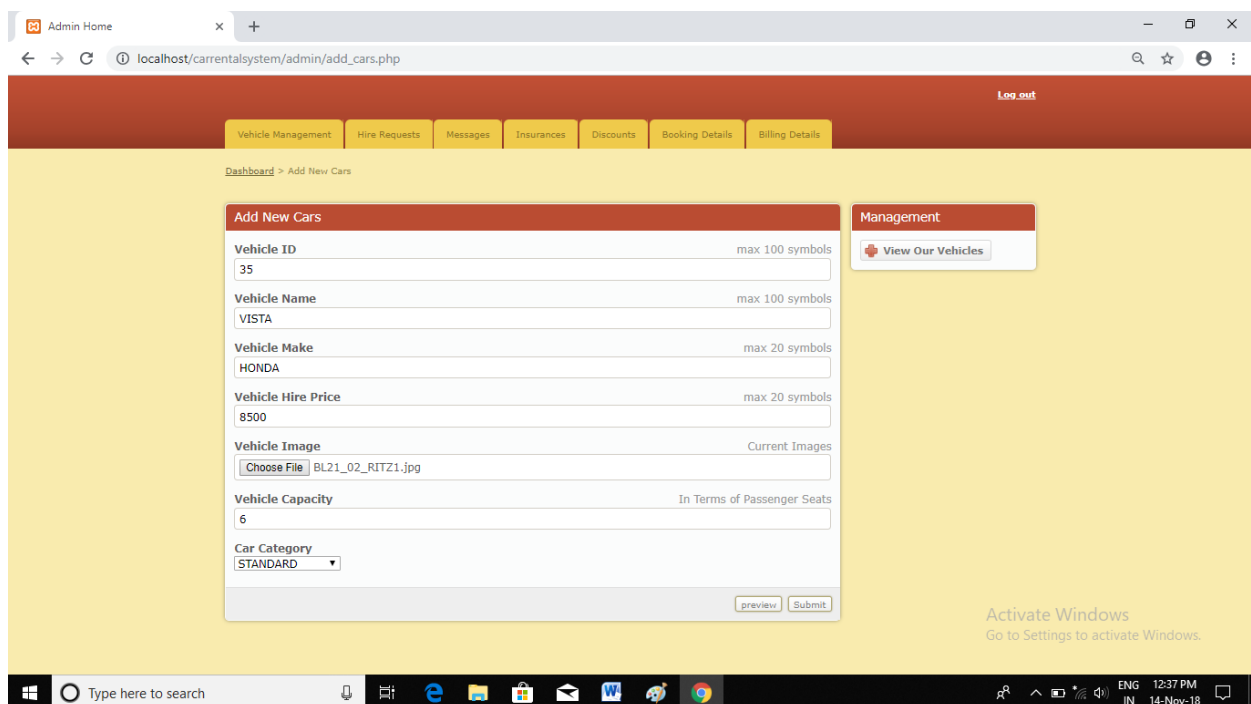 Admin Home
localhost/carrentalsystem/admin/add_cars.php
Log out
Vehicle Management Hire Requests Messages Insurances Discounts Booking Details Billing Details
Dashboard > Add New Cars
Add New Cars
Vehicle ID max 100 symbols
35
Vehicle Name max 100 symbols
VISTA
Vehicle Make max 20 symbols
HONDA
Vehicle Hire Price max 20 symbols
8500
Vehicle Image Current Images
Choose File BL21_02_RITZ1.jpg
Vehicle Capacity In Terms of Passenger Seats
6
Car Category
STANDARD
preview Submit
Management
View Our Vehicles
Activate Windows
Go to Settings to activate Windows.
Type here to search
ENG 12:37 PM
IN 14-Nov-18